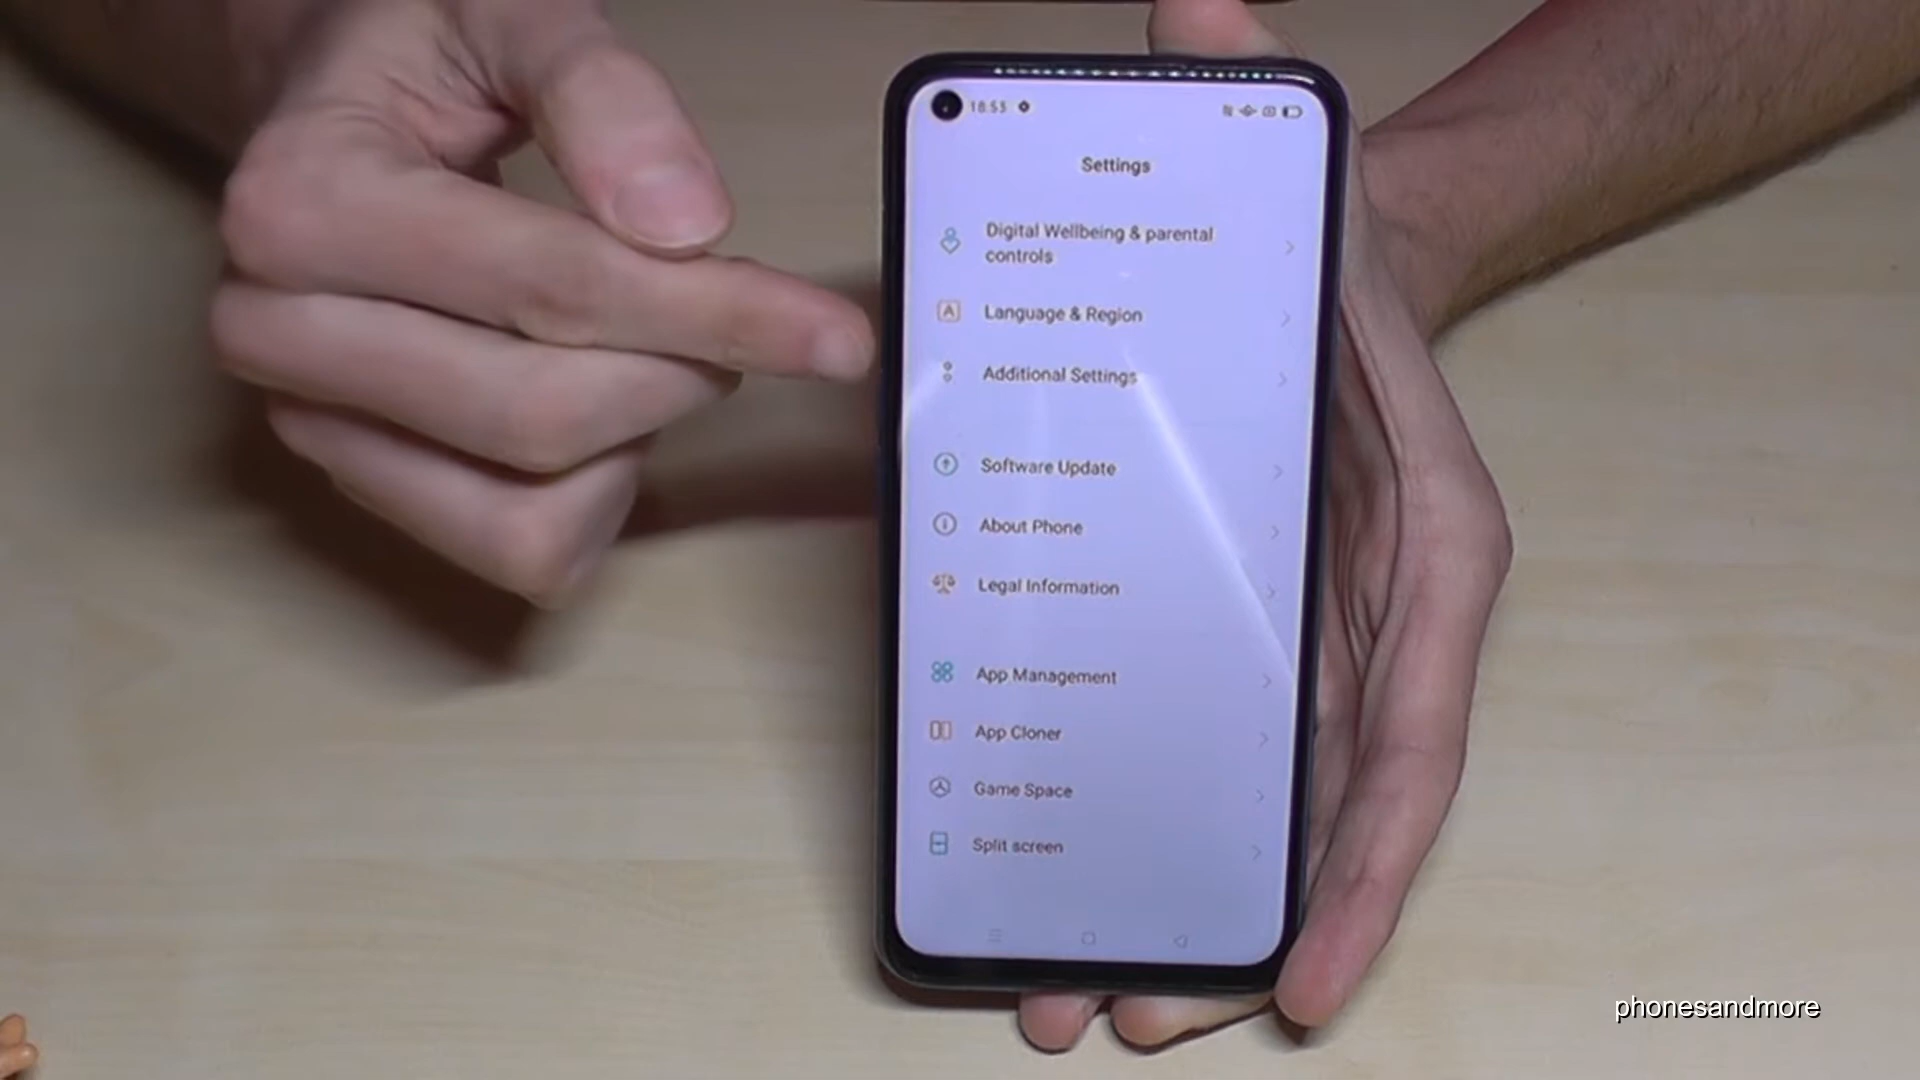 18:53
Settings
Digital Wellbeing & parental
controls
Language & Region
Additional Settings
Software Update
About Phone
Legal Information
App Management
App Cloner
Game Space
Split screen
phonesandmore